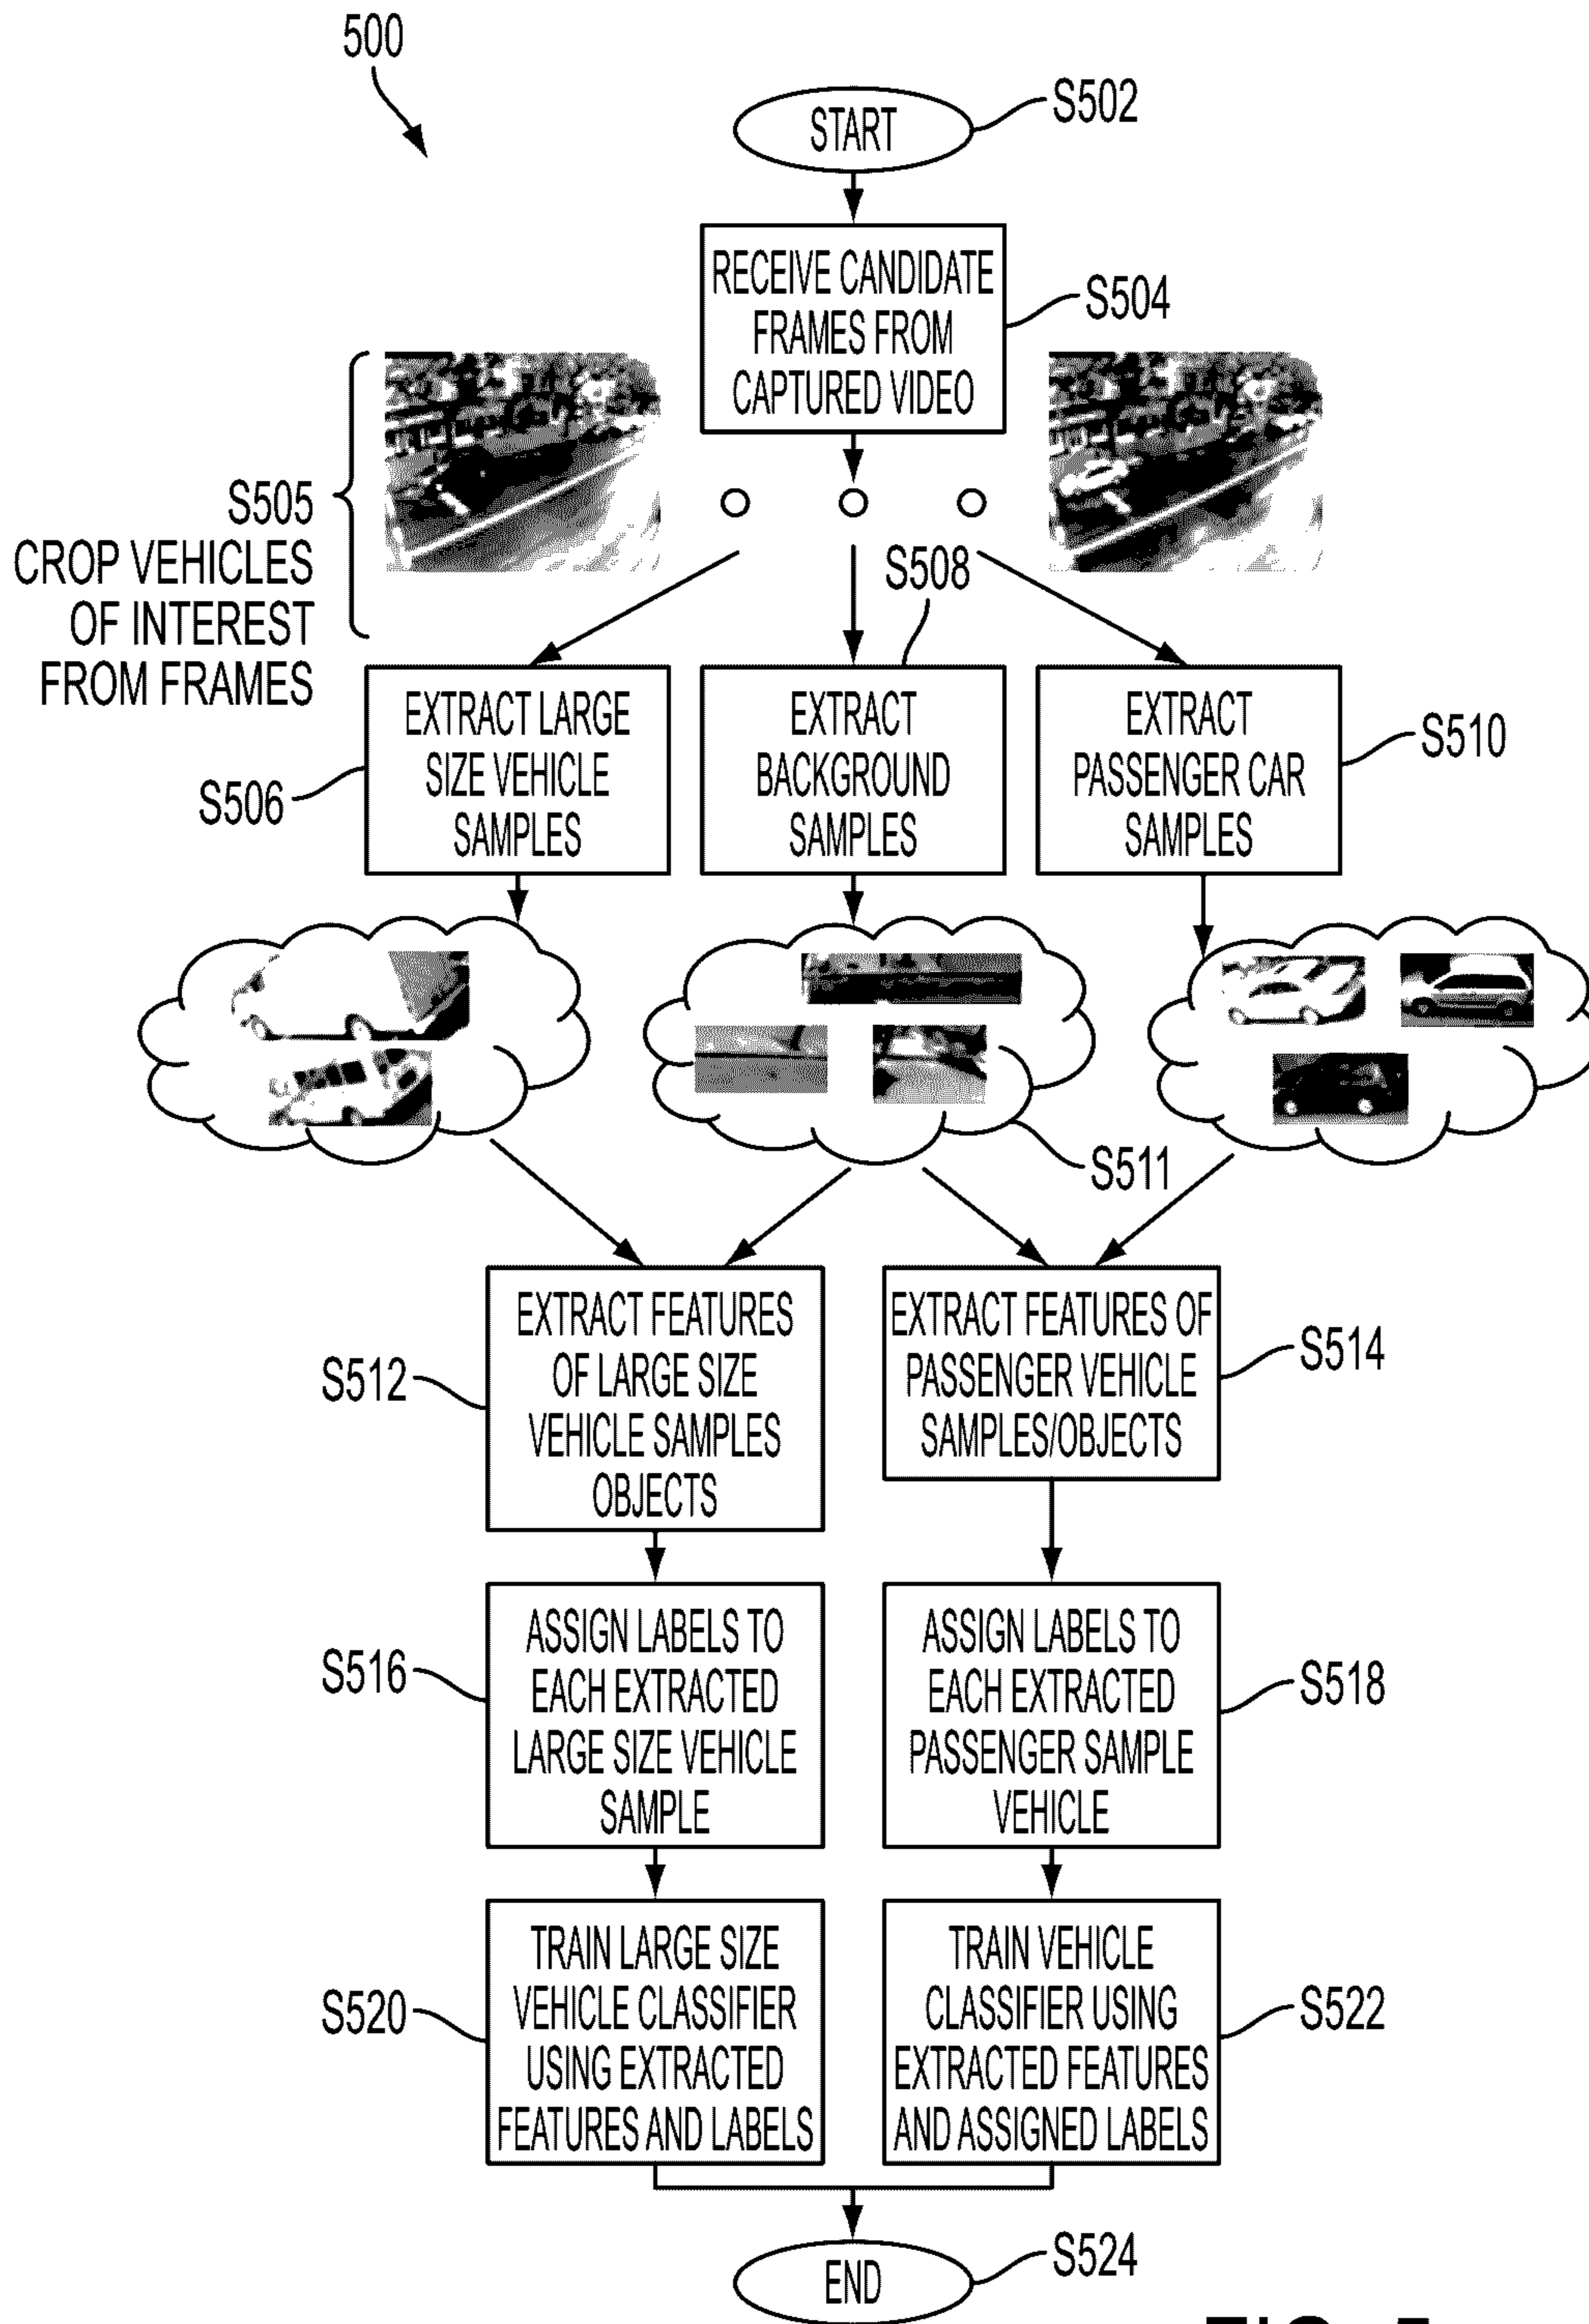 500
START
S502
RECEIVE CANDIDATE
FRAMES FROM
CAPTURED VIDEO
S504
S505
CROP VEHICLES
OF INTEREST
FROM FRAMES
S508
EXTRACT LARGE
SIZE VEHICLE
SAMPLES
S506
EXTRACT
BACKGROUND
SAMPLES
EXTRACT
PASSENGER CAR
SAMPLES
S510
S511
EXTRACT FEATURES
OF LARGE SIZE
VEHICLE SAMPLES
OBJECTS
S512
EXTRACT FEATURES OF
PASSENGER VEHICLE
SAMPLES/OBJECTS
S514
ASSIGN LABELS TO
EACH EXTRACTED
LARGE SIZE VEHICLE
SAMPLE
S516
ASSIGN LABELS TO
EACH EXTRACTED
PASSENGER SAMPLE
VEHICLE
S518
TRAIN LARGE SIZE
VEHICLE CLASSIFIER
USING EXTRACTED
FEATURES AND LABELS
S520
TRAIN VEHICLE
CLASSIFIER USING
EXTRACTED FEATURES
AND ASSIGNED LABELS
S522
END
S524